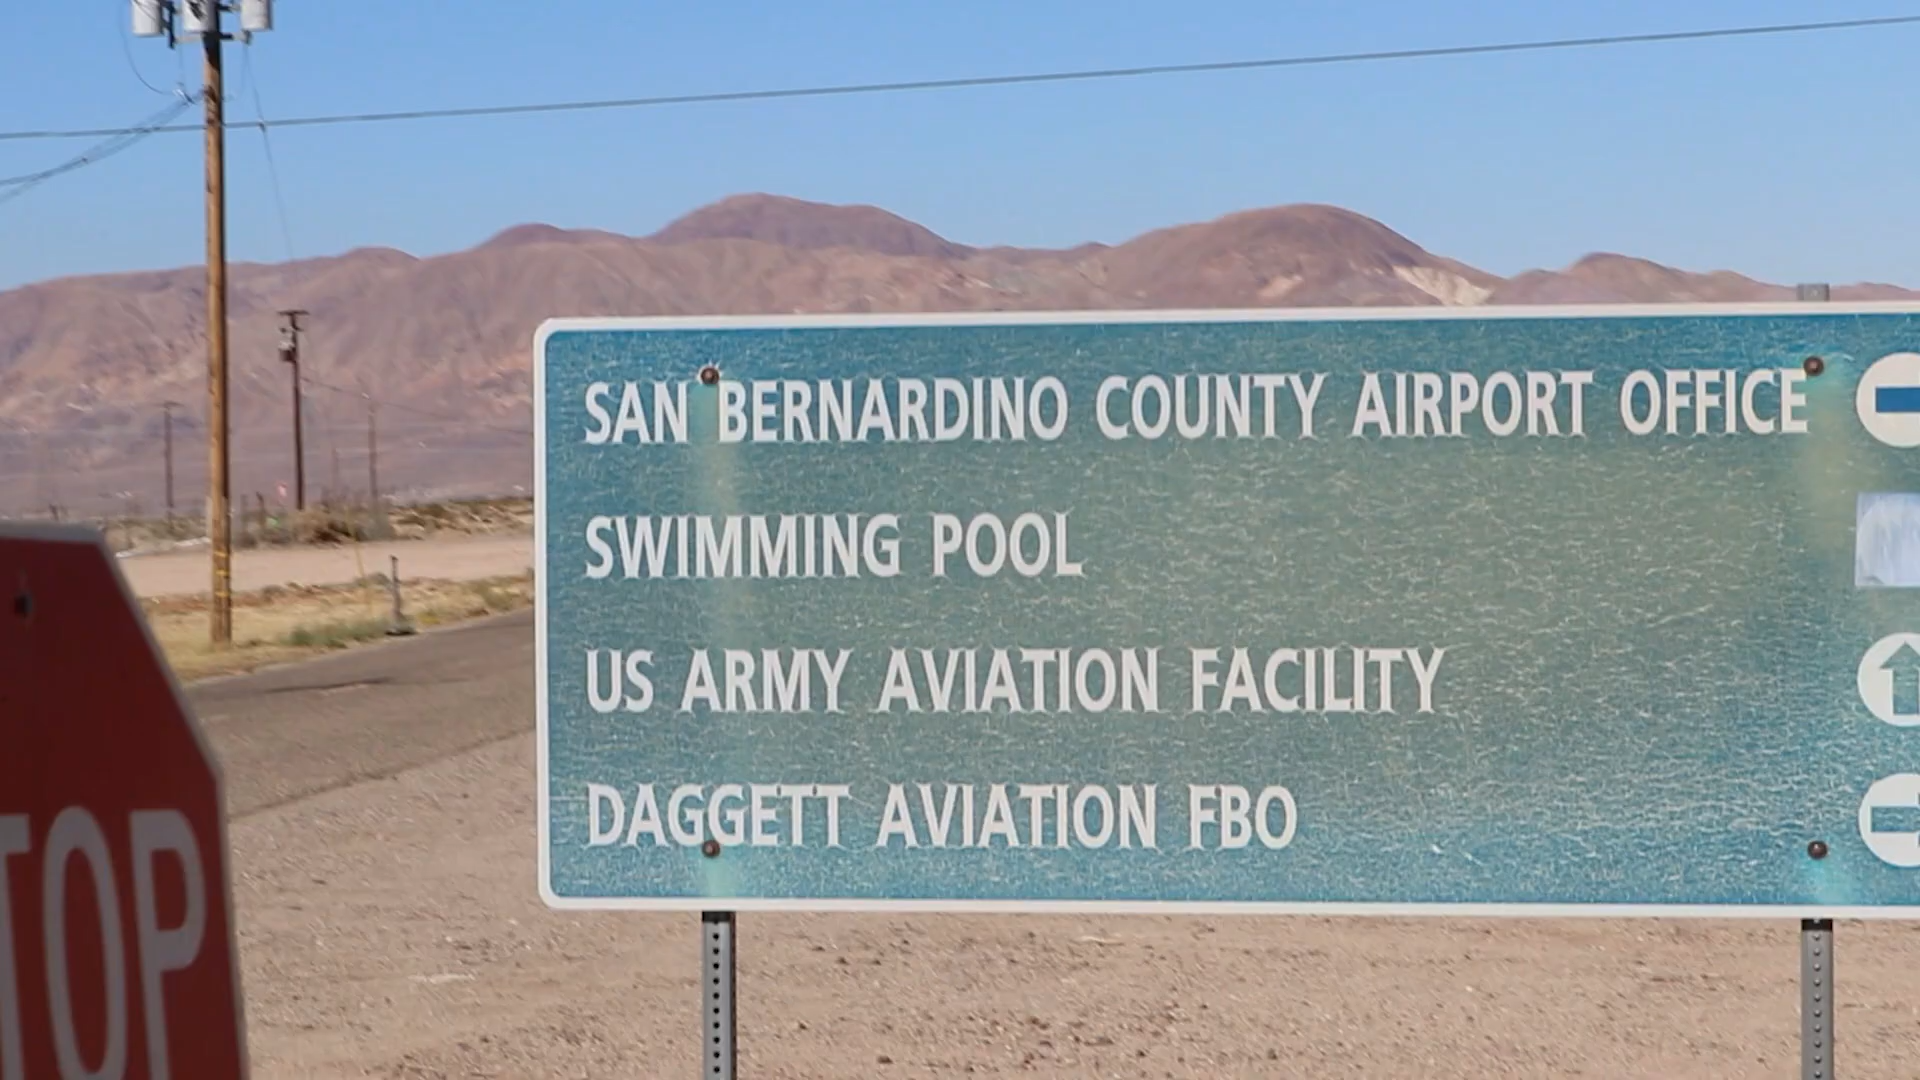 SAN BERNARDINO COUNTY AIRPORT OFFICE
SWIMMING POOL
US ARMY AVIATION FACILITY
DAGGETT AVIATION FBO
TOP